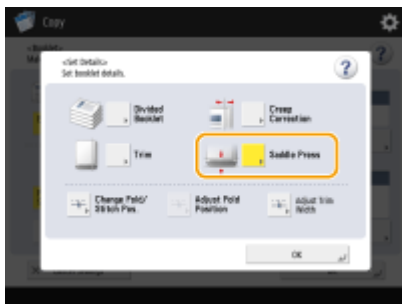 Copy
<Set Details>
Set booklet details.
Divided
Booklet
Creep
Correction
Trim
Saddle Press
Change Fold/
Stitch Pos.
Adjust Fold
Position
Adjust Trim
Width
OK